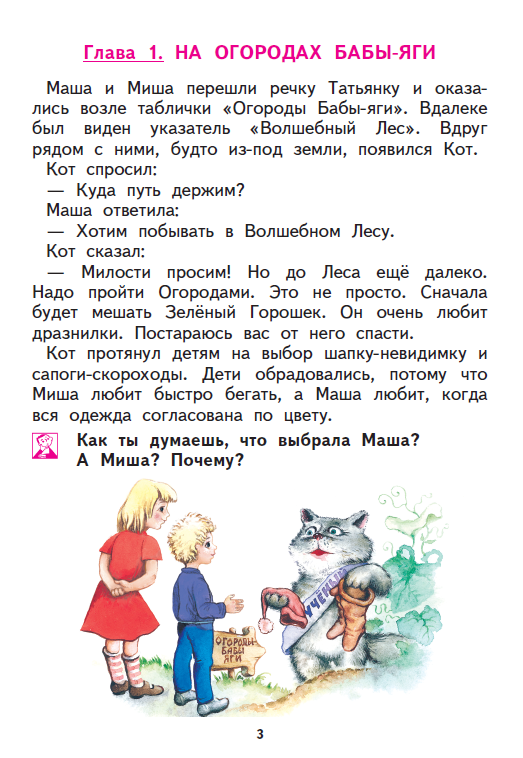 Глава 1. НА ОГОРОДАХ БАБЫ-ЯГИ
Маша и Миша перешли речку Татьянку и оказа-
лись возле таблички «Огороды Бабы-яги». Вдалеке
был виден указатель «Волшебный Лес». Вдруг
рядом с ними, будто из-под земли, появился Кот.
Кот спросил:
— Куда путь держим?
Маша ответила:
— Хотим побывать в Волшебном Лесу.
Кот сказал:
— Милости просим! Но до Леса ещё далеко.
Надо пройти Огородами. Это не просто. Сначала
будет мешать Зелёный Горошек. Он очень любит
дразнилки. Постараюсь вас от него спасти.
Кот протянул детям на выбор шапку-невидимку и
сапоги-скороходы. Дети обрадовались, потому что
Миша любит быстро бегать, а Маша любит, когда
вся одежда согласована по цвету.
Как ты думаешь, что выбрала Маша?
А Миша? Почему?
УЧЁНЫЙ
ОГОРОДЫ
БАБЫ
ЯГИ
3